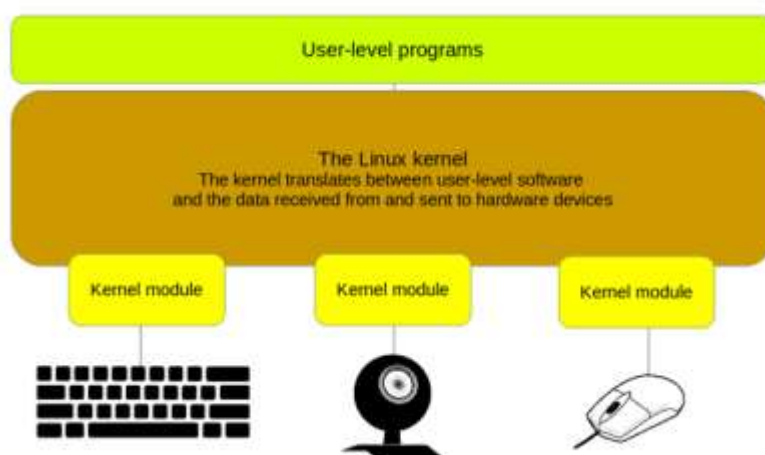 User-level programs
The Linux kernel
The kernel translates between user-level software
and the data received from and sent to hardware devices
Kernel module
Kernel module
Kernel module